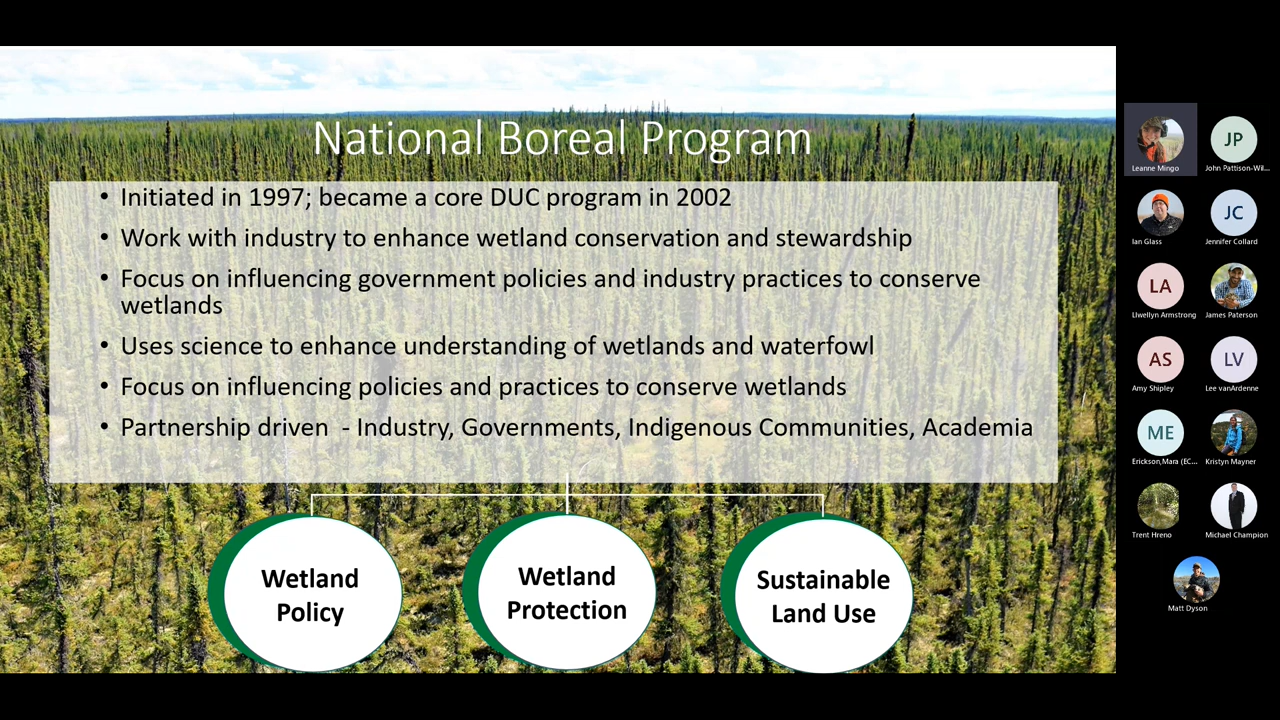 National Boreal Program
• Initiated in 1997; became a core DUC program in 2002
• Work with industry to enhance wetland conservation and stewardship
• Focus on influencing government policies and industry practices to conserve
wetlands
• Uses science to enhance understanding of wetlands and waterfowl
• Focus on influencing policies and practices to conserve wetlands
• Partnership driven  - Industry, Governments, Indigenous Communities, Academia
Wetland
Policy
Wetland
Protection
Sustainable
Land Use
Leanne Mingo
JP
John Pattison-Wil...
Ian Glass
JC
Jennifer Collard
LA
Llwellyn Armstrong
James Paterson
AS
Amy Shipley
LV
Lee vanArdenne
ME
Erickson,Mara (EC...
Kristyn Mayner
Trent Hreno
Michael Champion
Matt Dyson